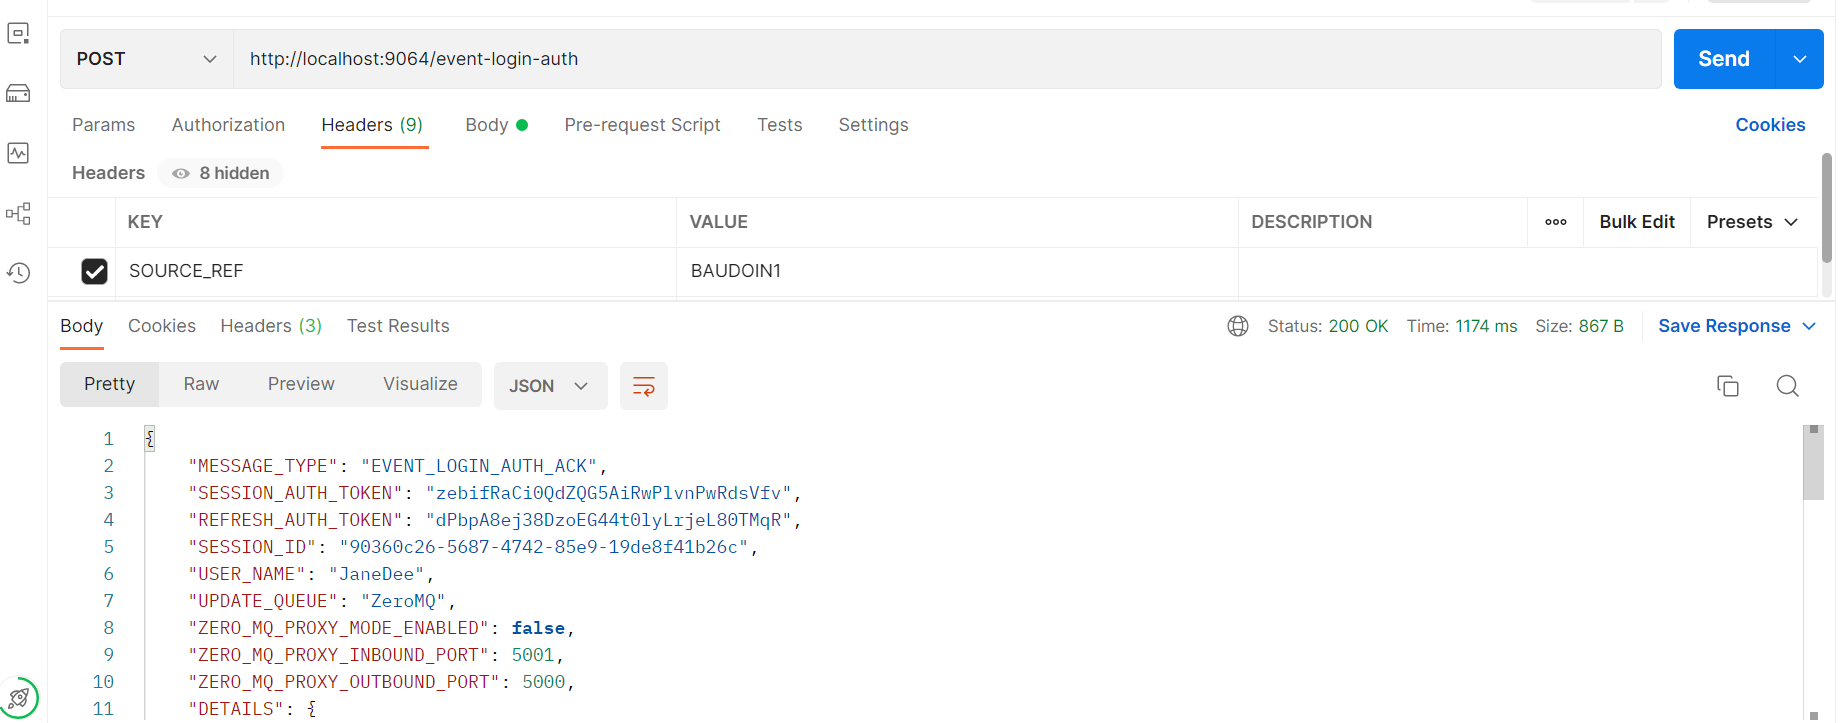 POST http://localhost:9064/event-login-auth Send
Params Authorization Headers (9) Body Pre-request Script Tests Settings Cookies
Headers 8 hidden
KEY VALUE DESCRIPTION ooo Bulk Edit Presets
SOURCE_REF BAUDOIN1
Body Cookies Headers (3) Test Results Status: 200 OK Time: 1174 ms Size: 867 B Save Response
Pretty Raw Preview Visualize JSON
1 {
2 "MESSAGE_TYPE": "EVENT_LOGIN_AUTH_ACK",
3 "SESSION_AUTH_TOKEN": "zebifRaCi0QdZQG5AiRwPlvnPwRdsVfv",
4 "REFRESH_AUTH_TOKEN": "dPbpA8ej38DzoEG44t0lyLrjeL80TMqR",
5 "SESSION_ID": "90360c26-5687-4742-85e9-19de8f41b26c",
6 "USER_NAME": "JaneDee",
7 "UPDATE_QUEUE": "ZeroMQ",
8 "ZERO_MQ_PROXY_MODE_ENABLED": false,
9 "ZERO_MQ_PROXY_INBOUND_PORT": 5001,
10 "ZERO_MQ_PROXY_OUTBOUND_PORT": 5000,
11 "DETAILS": {